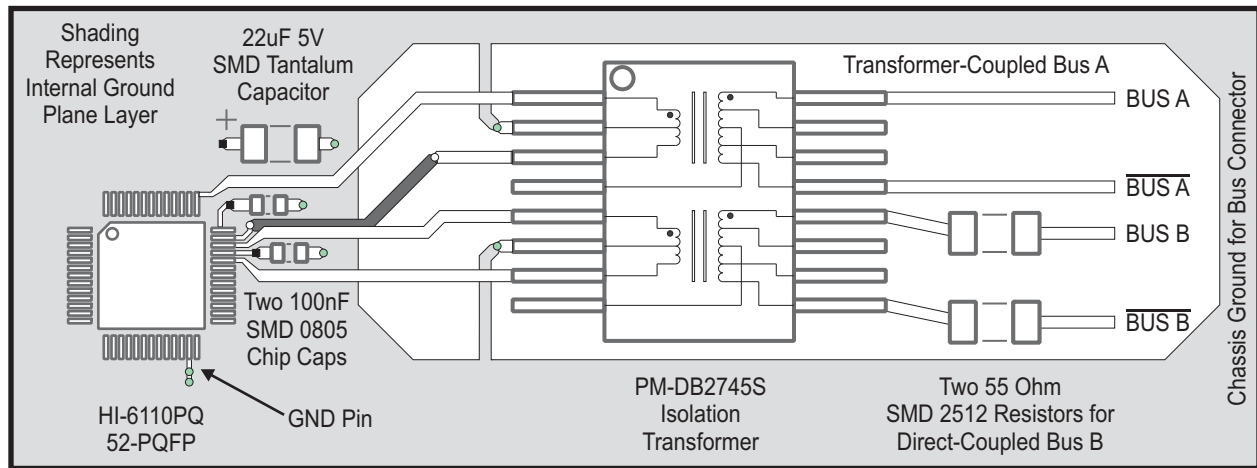 Shading
Represents
Internal Ground
Plane Layer
22uF 5V
SMD Tantalum
Capacitor
+
Transformer-Coupled Bus A
BUS A
BUS A
BUS B
BUS B
Chassis Ground for Bus Connector
Two 100nF
SMD 0805
Chip Caps
GND Pin
HI-6110PQ
52-PQFP
PM-DB2745S
Isolation
Transformer
Two 55 Ohm
SMD 2512 Resistors for
Direct-Coupled Bus B